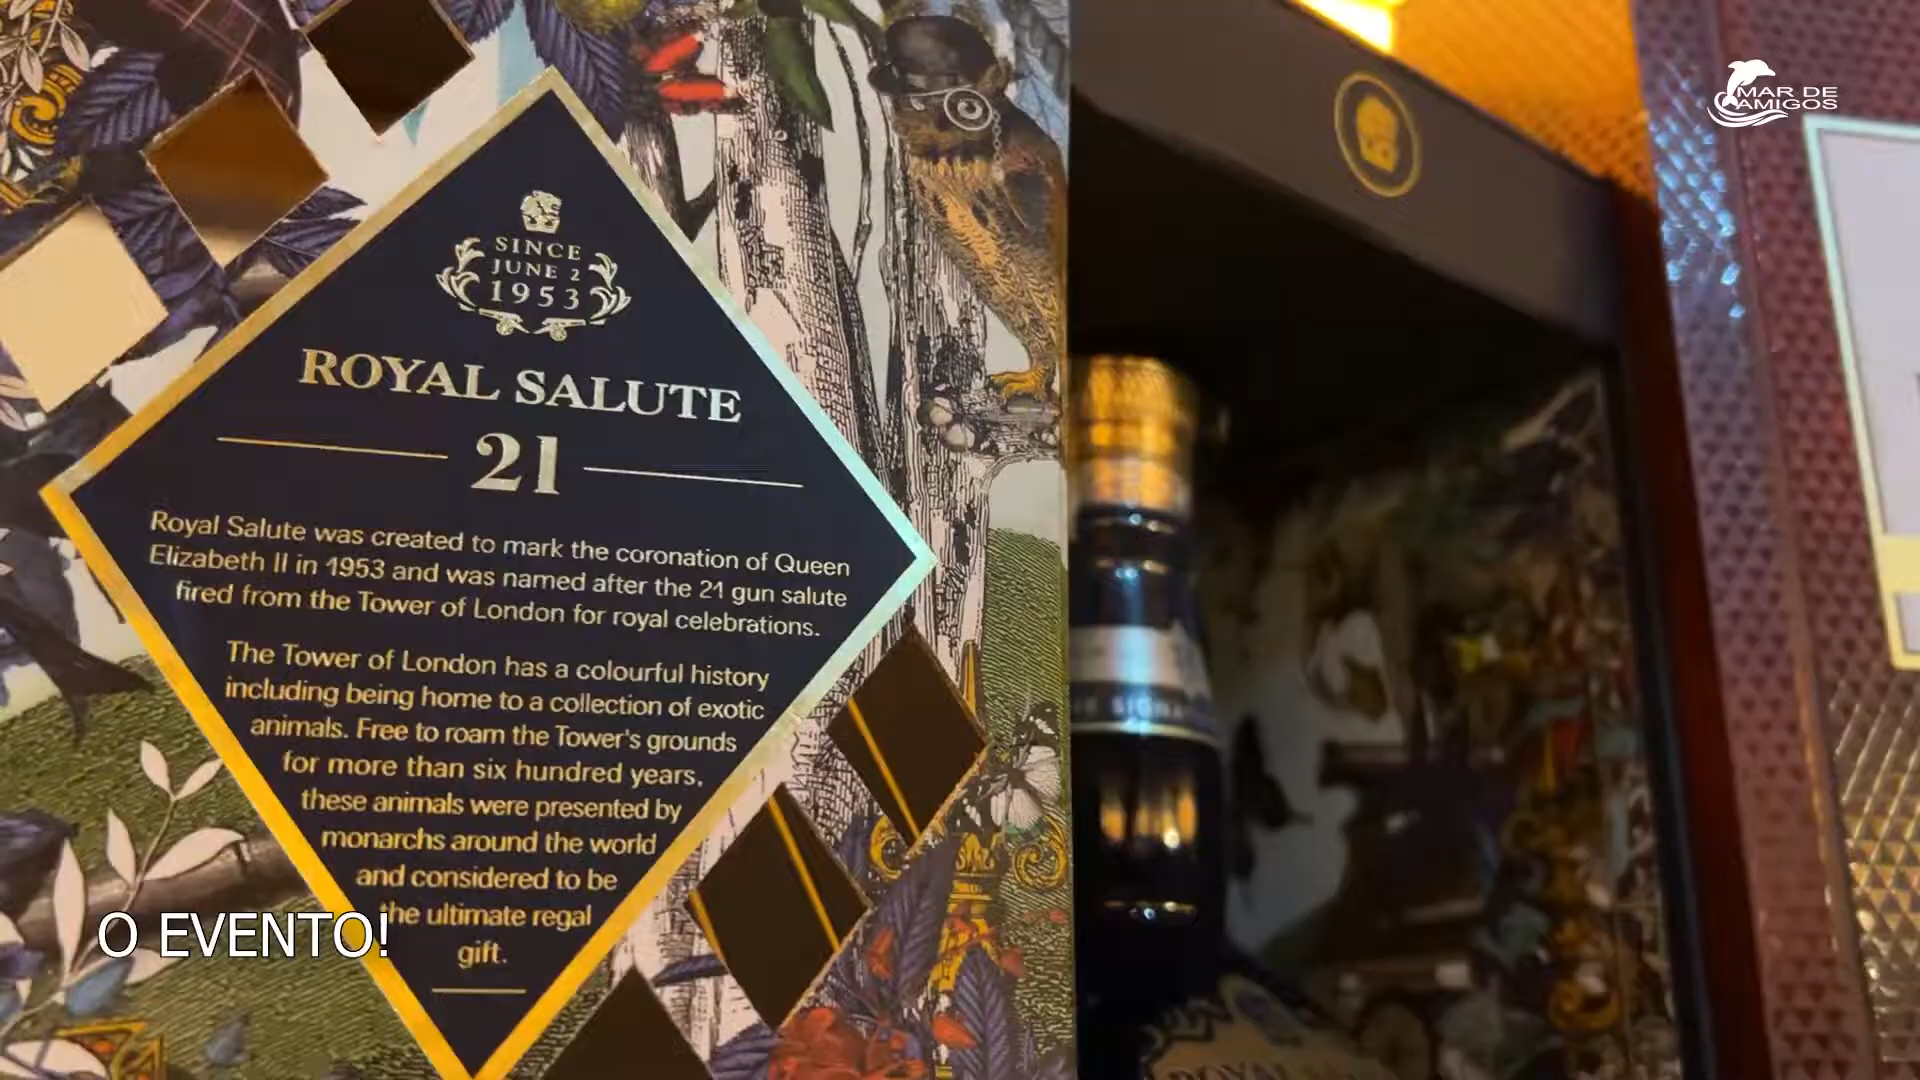 MAR DE
AMIGOS
SINCE
JUNE 2
1953
ROYAL SALUTE
21
Royal Salute was created to mark the coronation of Queen
Elizabeth II in 1953 and was named after the 21 gun salute
fired from the Tower of London for royal celebrations.
The Tower of London has a colourful history
including being home to a collection of exotic
animals. Free to roam the Tower's grounds
for more than six hundred years,
these animals were presented by
monarchs around the world
and considered to be
the ultimate regal
gift.
O EVENTO!